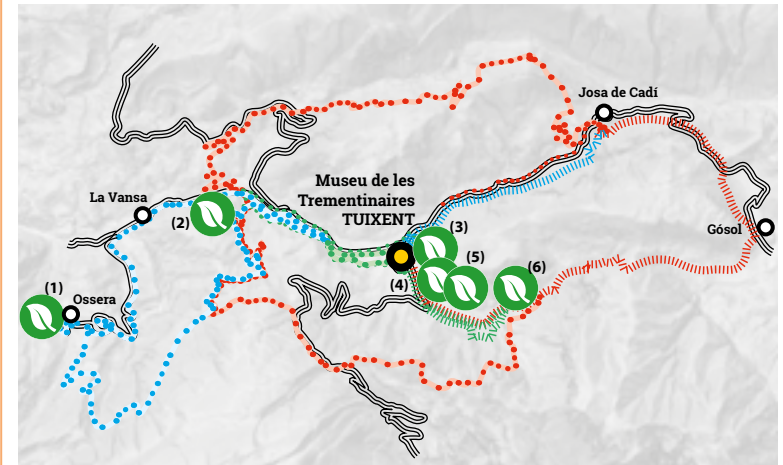 Josa de Cadí
Museu de les
Trementinaires
TUIXENT
La Vansa
(2)
(3)
Gósol
(5)
(6)
(4)
(1)
Ossera